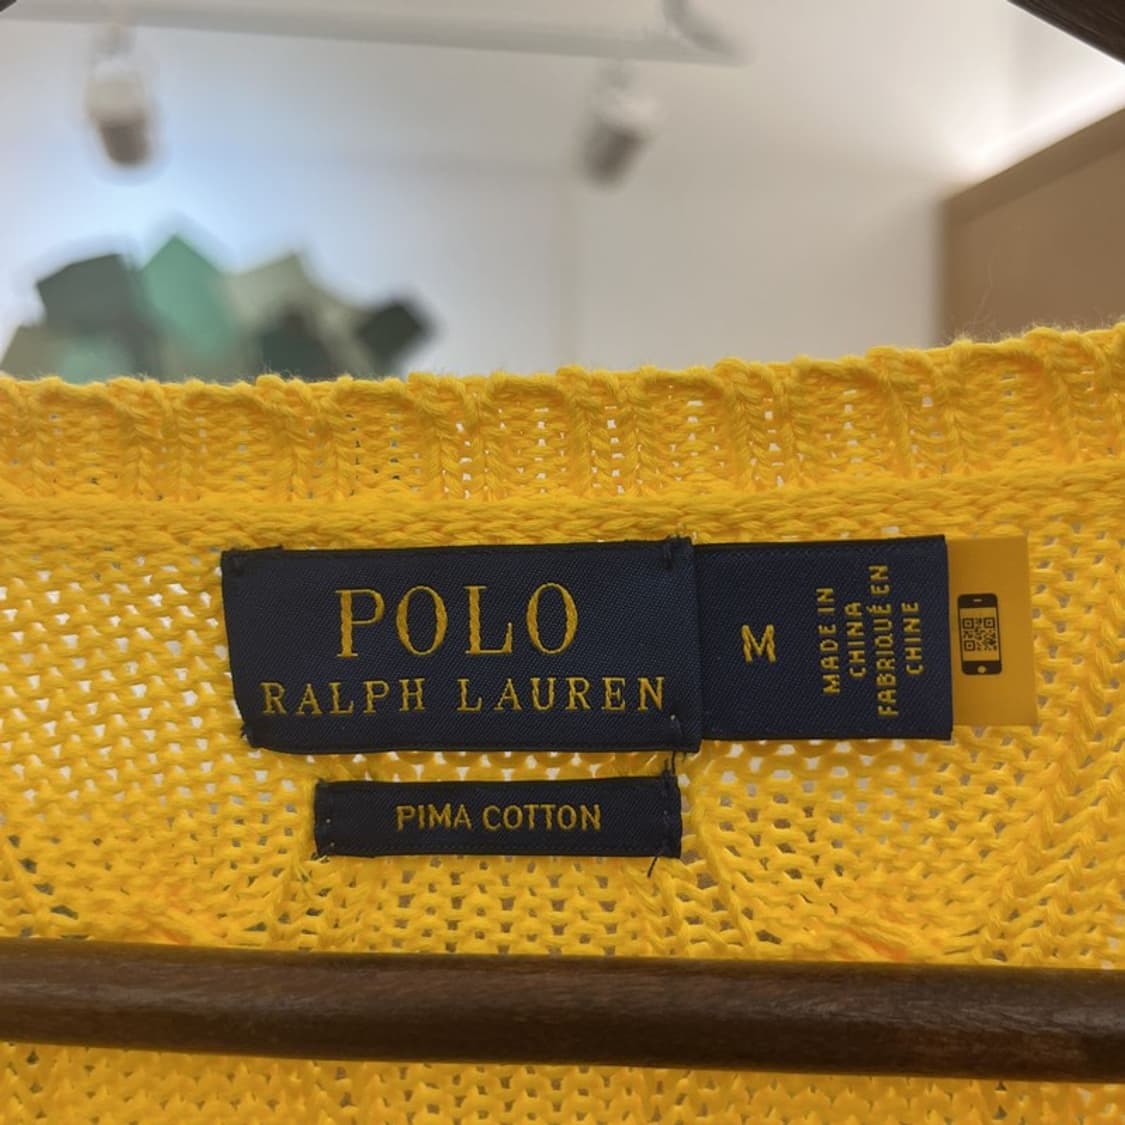 POLO
RALPH LAUREN
M
MADE IN
CHINA
FABRIQUÉ EN
CHINE
PIMA COTTON